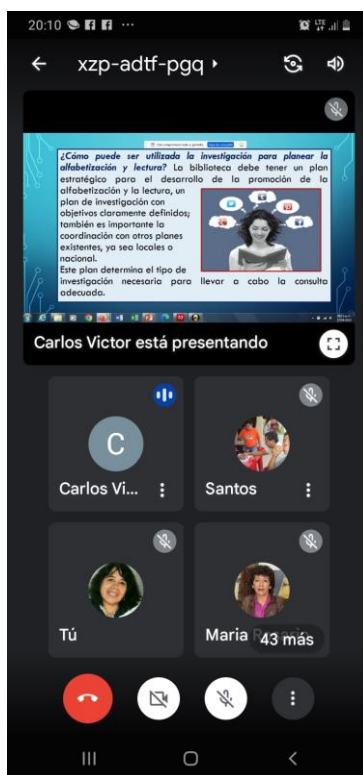 20:10
LTE
xzp-adtf-pgq
¿Cómo puede ser utilizada la investigación para planear la
alfabetización y lectura? La biblioteca debe tener un plan
estratégico para el desarrollo de la promoción de la
alfabetización y la lectura, un
plan de investigación con
objetivos claramente definidos;
también es importante la
coordinación con otros planes
existentes, ya sea locales o
nacional.
Este plan determina el tipo de
investigación necesaria para llevar a cabo la consulta
adecuada.
Carlos Victor está presentando
C
Carlos Vi...
Santos
Tú
Maria
43 más